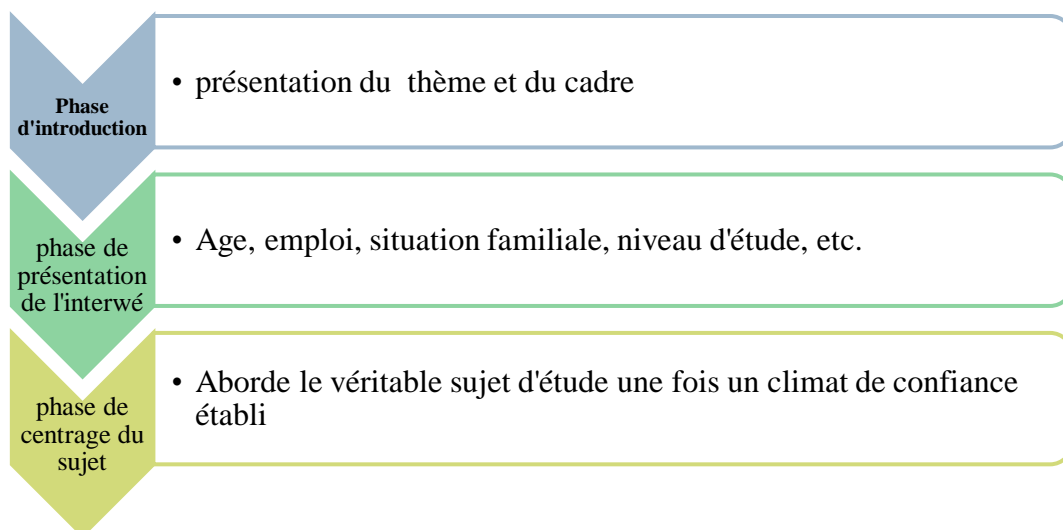 Phase
d'introduction
• présentation du thème et du cadre
phase de
présentation
de l'interwé
• Age, emploi, situation familiale, niveau d'étude, etc.
phase de
centrage du
sujet
• Aborde le véritable sujet d'étude une fois un climat de confiance
établi